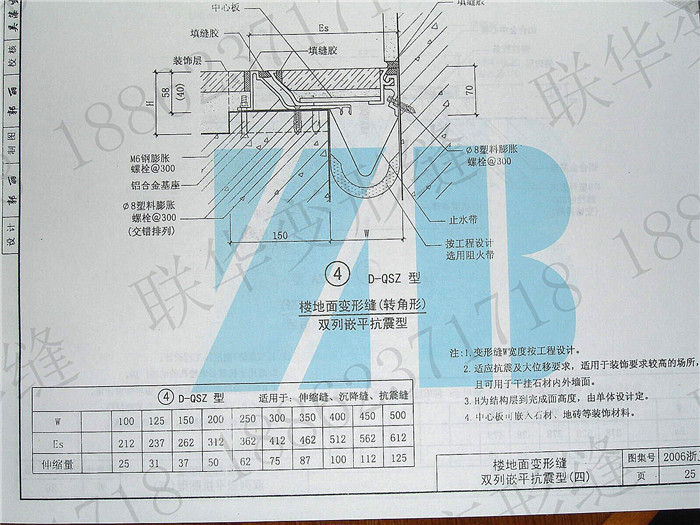 中心板
填缝胶
填缝胶
Es
填缝胶
装饰层
H
58
(40)
70
M6钢膨胀
螺栓@300
铝合金基座
ø8塑料膨胀
螺栓@300
(交错排列)
ø8塑料膨胀
螺栓@300
止水带
按工程设计
选用阻火带
150
W
④ D-QSZ 型
楼地面变形缝(转角形)
双列嵌平抗震型
校核
制图 郭丽
设计 郭丽
注:1.变形缝W宽度按工程设计。
2.适应抗震及大位移要求,适用于装饰要求较高的场所,
且可用于干挂石材内外墙面。
3.H为结构层到完成面高度,由单体设计定。
4.中心板可嵌入石材、地砖等装饰材料。
④ D-QSZ 型 适用于:伸缩缝、沉降缝、抗震缝
W 100 125 150 200 250 300 350 400 450 500
Es 212 237 262 312 362 412 462 512 562 612
伸缩量 25 31 37 50 62 75 87 100 112 125
楼地面变形缝
双列嵌平抗震型(四)
图集号 2006浙
页 25
联华变形缝 18862371718